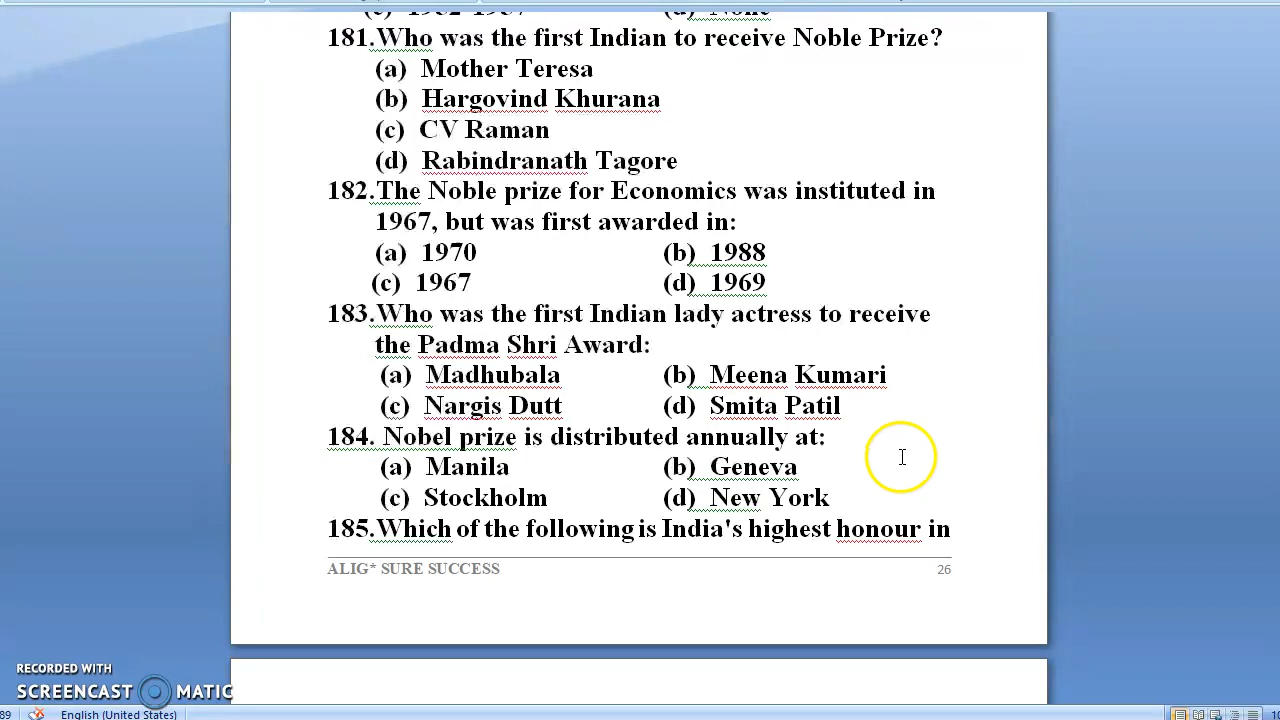 181.Who was the first Indian to receive Noble Prize?
(a) Mother Teresa
(b) Hargovind Khurana
(c) CV Raman
(d) Rabindranath Tagore
182.The Noble prize for Economics was instituted in
1967, but was first awarded in:
(a) 1970 (b) 1988
(c) 1967 (d) 1969
183.Who was the first Indian lady actress to receive
the Padma Shri Award:
(a) Madhubala (b) Meena Kumari
(c) Nargis Dutt (d) Smita Patil
184. Nobel prize is distributed annually at:
(a) Manila (b) Geneva
(c) Stockholm (d) New York
185.Which of the following is India's highest honour in
ALIG* SURE SUCCESS 26
RECORDED WITH
SCREENCAST MATIC
89 English (United States)